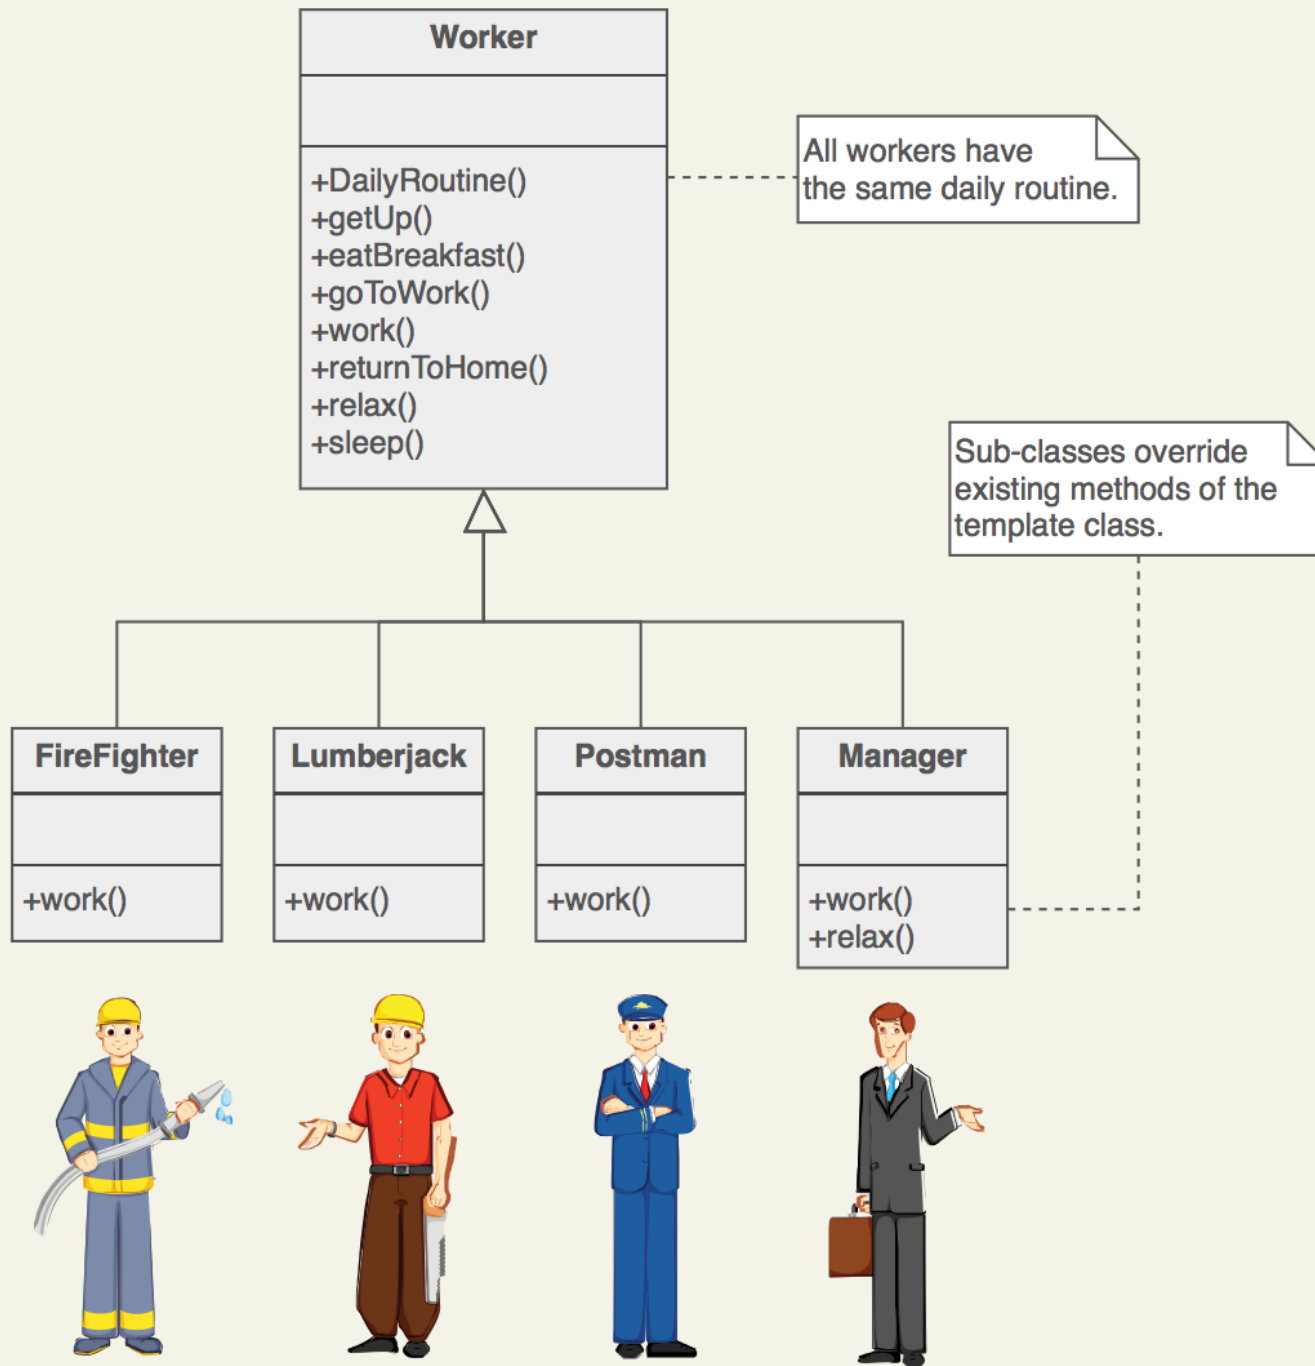 Worker
+DailyRoutine()
+getUp()
+eatBreakfast()
+goToWork()
+work()
+returnToHome()
+relax()
+sleep()
All workers have
the same daily routine.
Sub-classes override
existing methods of the
template class.
FireFighter
+work()
Lumberjack
+work()
Postman
+work()
Manager
+work()
+relax()